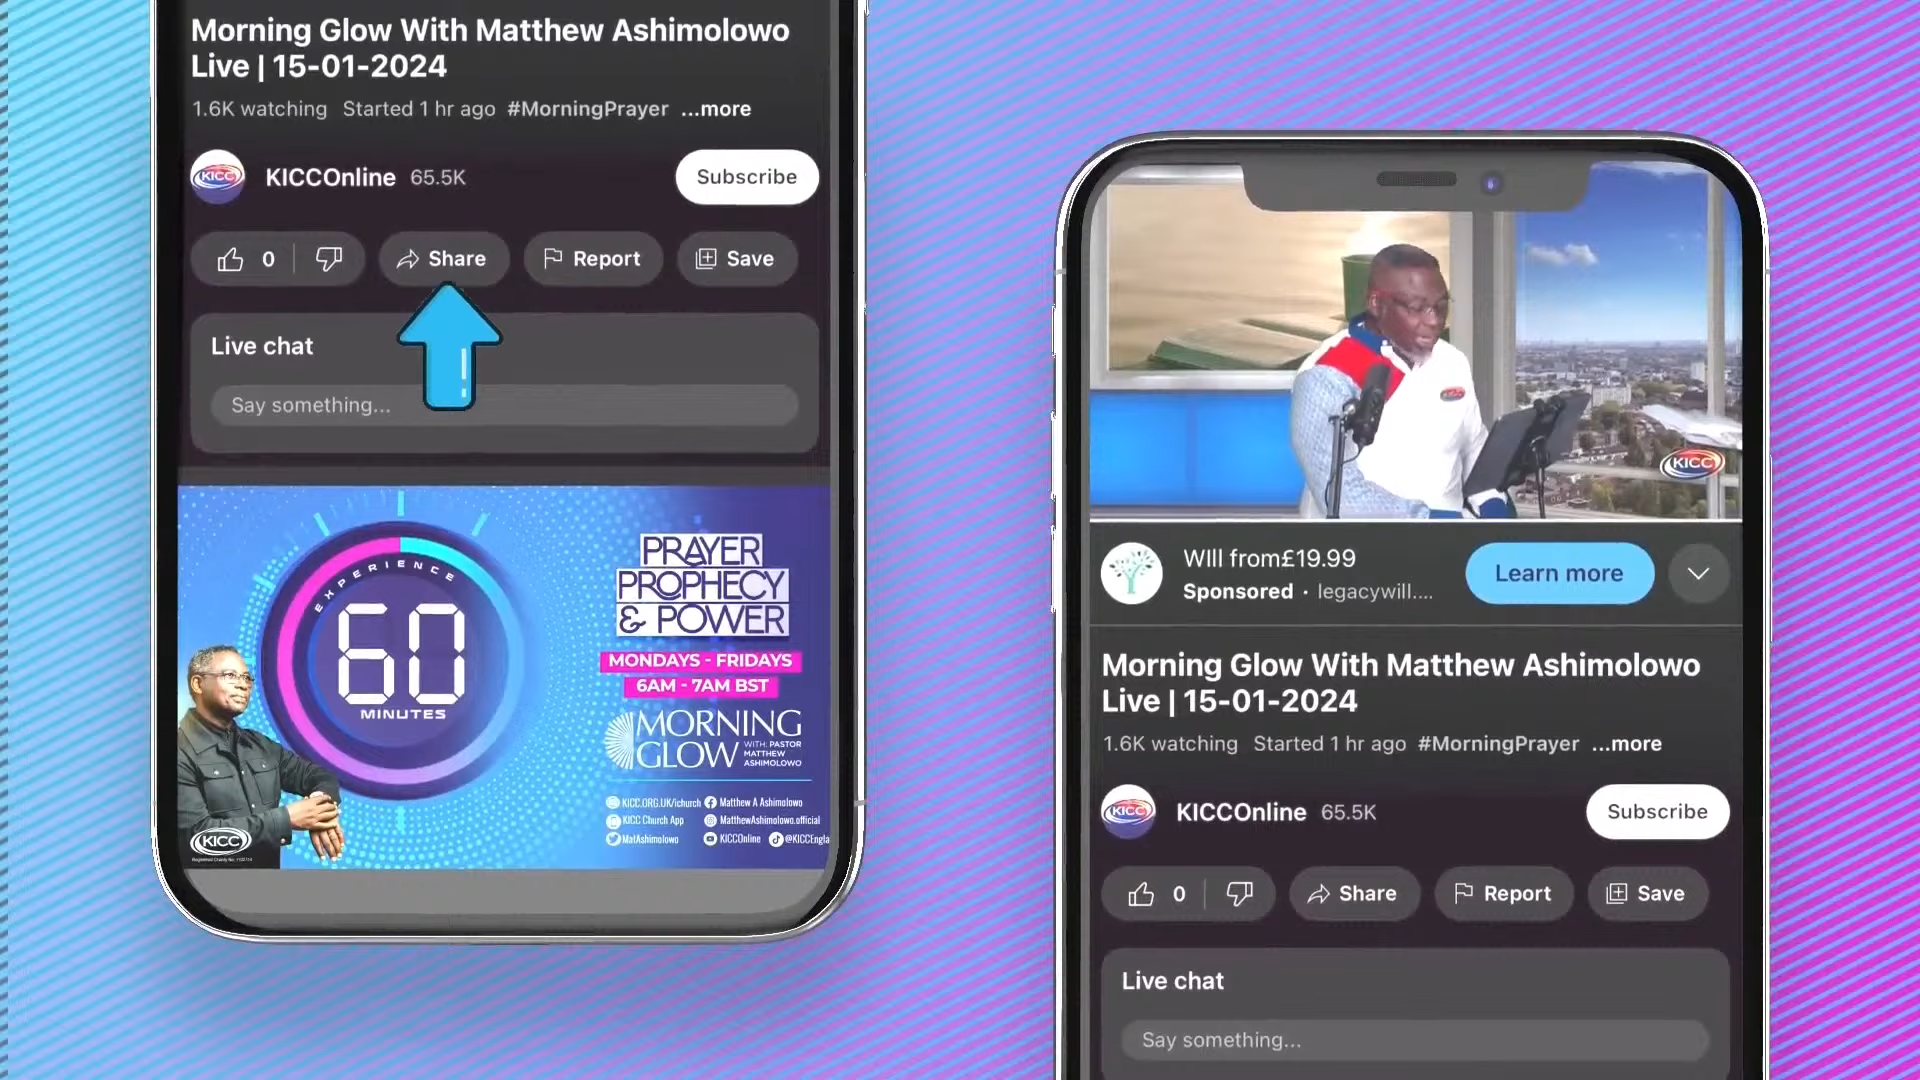 Morning Glow With Matthew Ashimolowo
Live | 15-01-2024
1.6K watching Started 1 hr ago #MorningPrayer ...more
KICC
KICCOnline 65.5K
Subscribe
0
Share
Report
Save
Live chat
Say something...
EXPERIENCE
60
MINUTES
PRAYER
PROPHECY
& POWER
MONDAYS - FRIDAYS
6AM - 7AM BST
MORNING
GLOW
WITH: PASTOR
MATTHEW
ASHIMOLOWO
KICC.ORG.UK/ichurch
Matthew A Ashimolowo
KICC Church App
MatthewAshimolowo.official
MatAshimolowo
KICCOnline
@KICCEngla
KICC
KICC
KICC
WIll from£19.99
Sponsored · legacywill....
Learn more
Morning Glow With Matthew Ashimolowo
Live | 15-01-2024
1.6K watching Started 1 hr ago #MorningPrayer ...more
KICC
KICCOnline 65.5K
Subscribe
0
Share
Report
Save
Live chat
Say something...